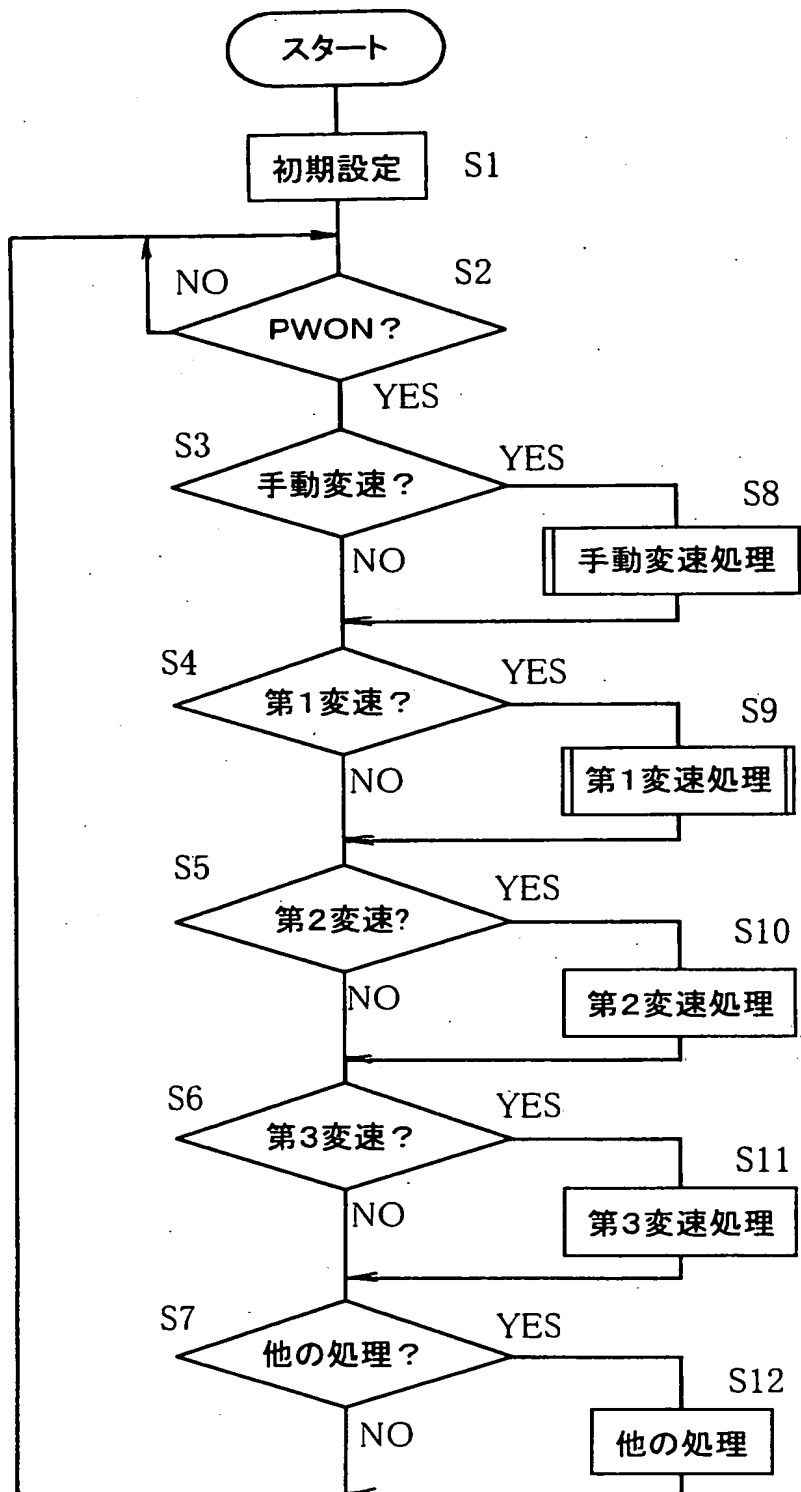 スタート
初期設定
S1
S2
NO
PWON?
YES
S3
手動変速?
YES
S8
手動変速処理
NO
S4
第1変速?
YES
S9
第1変速処理
NO
S5
第2変速?
YES
S10
第2変速処理
NO
S6
第3変速?
YES
S11
第3変速処理
NO
S7
他の処理?
YES
S12
他の処理
NO